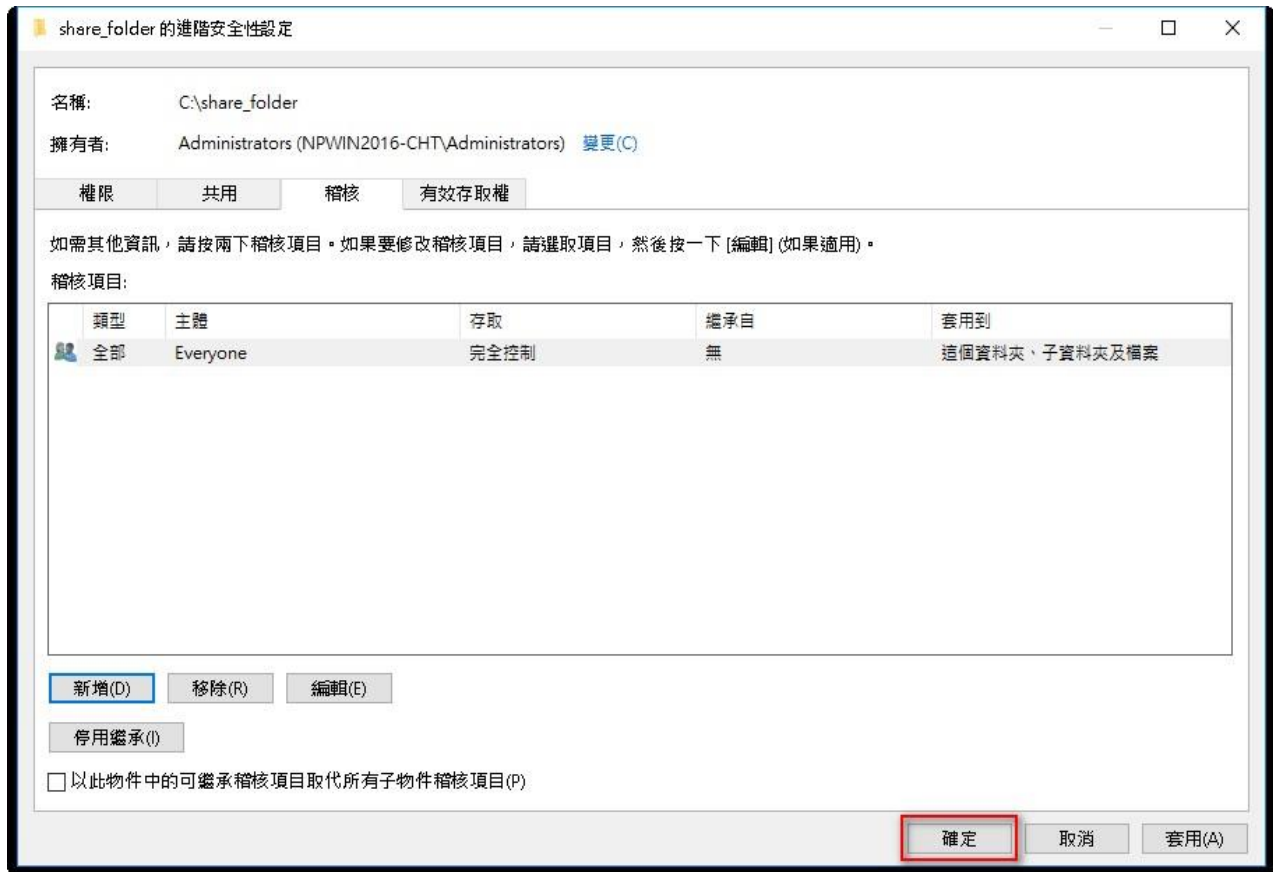 share_folder 的進階安全性設定
名稱: C:\share_folder
擁有者: Administrators (NPWIN2016-CHT\Administrators) 變更(C)
權限 共用 稽核 有效存取權
如需其他資訊，請按兩下稽核項目。如果要修改稽核項目，請選取項目，然後按一下 [編輯] (如果適用)。
稽核項目:
類型 主體 存取 繼承自 套用到
全部 Everyone 完全控制 無 這個資料夾、子資料夾及檔案
新增(D) 移除(R) 編輯(E)
停用繼承(I)
以此物件中的可繼承稽核項目取代所有子物件稽核項目(P)
確定 取消 套用(A)